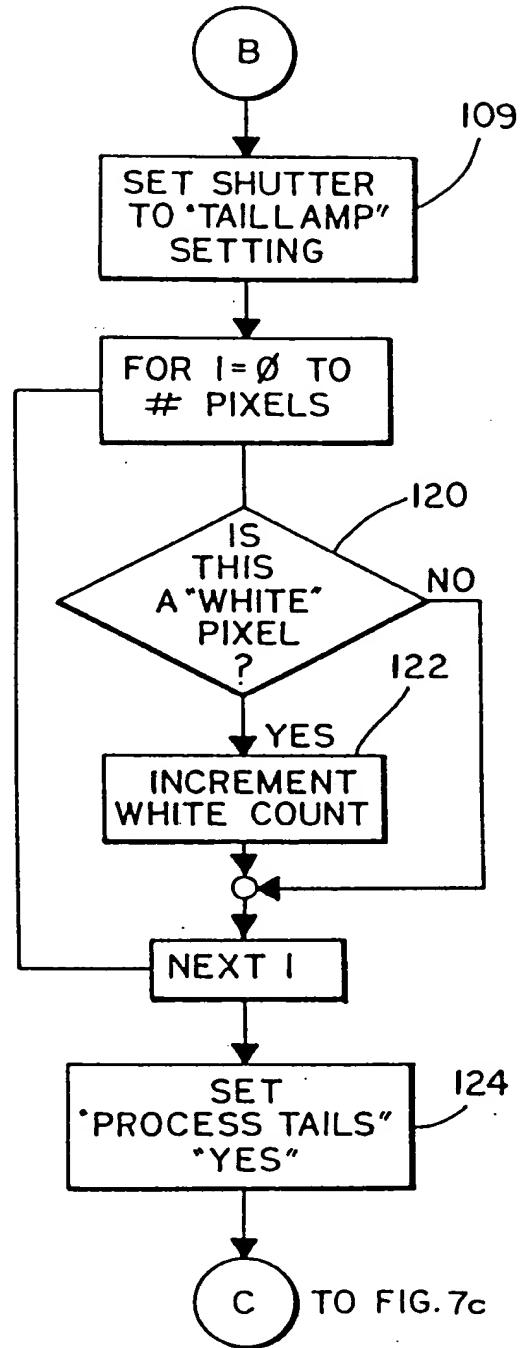 B
109
SET SHUTTER
TO "TAILLAMP"
SETTING
FOR I=Ø TO
# PIXELS
120
IS
THIS
A "WHITE"
PIXEL
?
NO
122
YES
INCREMENT
WHITE COUNT
NEXT I
124
SET
"PROCESS TAILS"
"YES"
C TO FIG. 7c